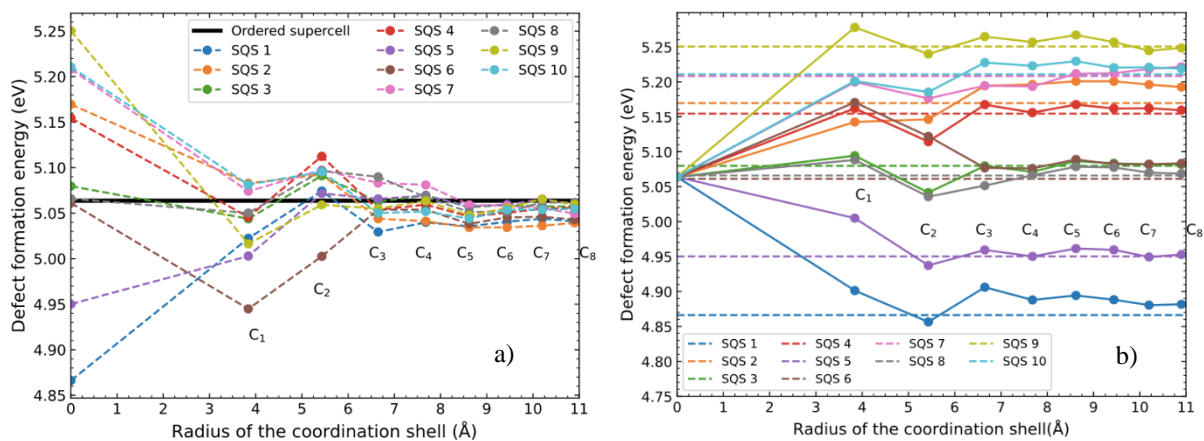 a)
Defect formation energy (eV)
5.25
5.20
5.15
5.10
5.05
5.00
4.95
4.90
4.85
Ordered supercell
SQS 1
SQS 2
SQS 3
SQS 4
SQS 5
SQS 6
SQS 7
SQS 8
SQS 9
SQS 10
C1
C2
C3
C4
C5
C6
C7
C8
a)
0 1 2 3 4 5 6 7 8 9 10 11
Radius of the coordination shell (Å)
Defect formation energy (eV)
5.25
5.20
5.15
5.10
5.05
5.00
4.95
4.90
4.85
4.80
4.75
C1
C2
C3
C4
C5
C6
C7
C8
SQS 1
SQS 2
SQS 3
SQS 4
SQS 5
SQS 6
SQS 7
SQS 8
SQS 9
SQS 10
b)
0 1 2 3 4 5 6 7 8 9 10 11
Radius of the coordination shell(Å)